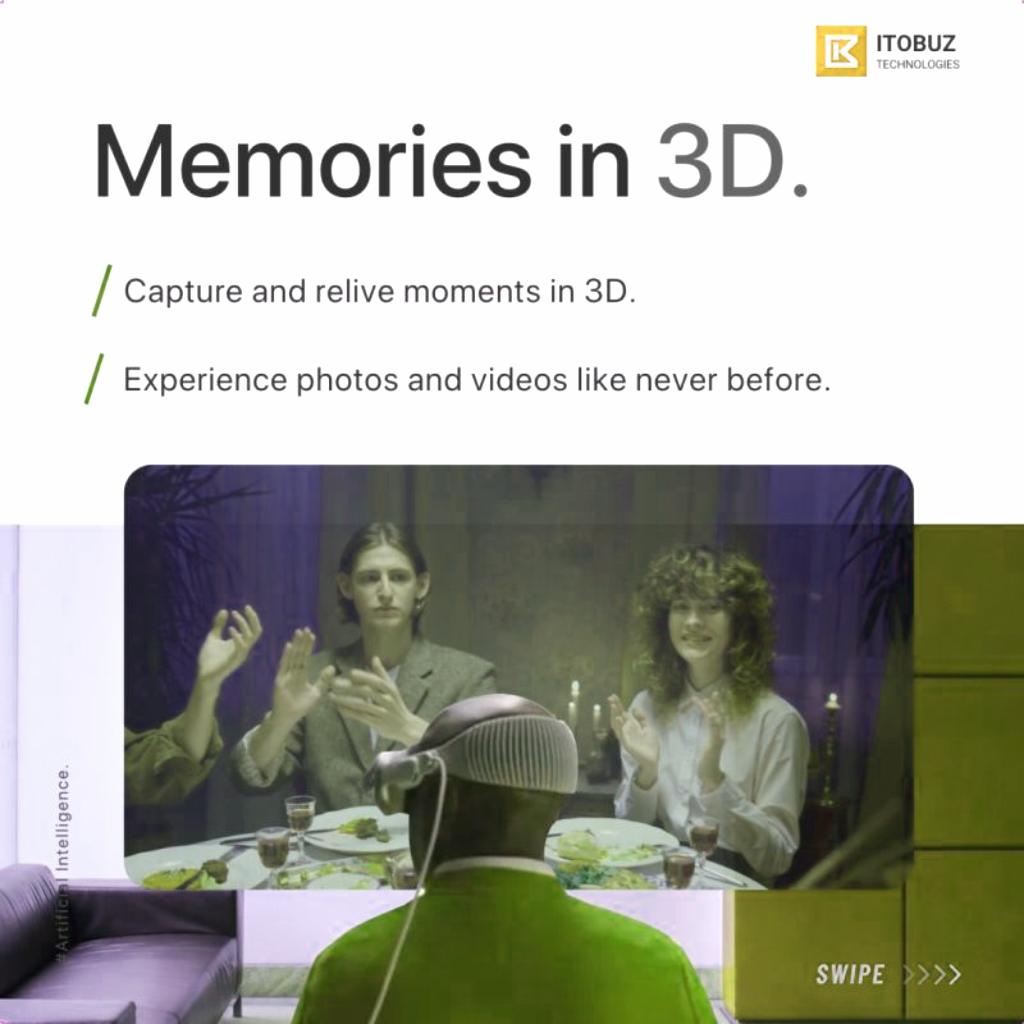 ITOBUZ
TECHNOLOGIES
Memories in 3D.
Capture and relive moments in 3D.
Experience photos and videos like never before.
#Artificial Intelligence.
SWIPE >>>>